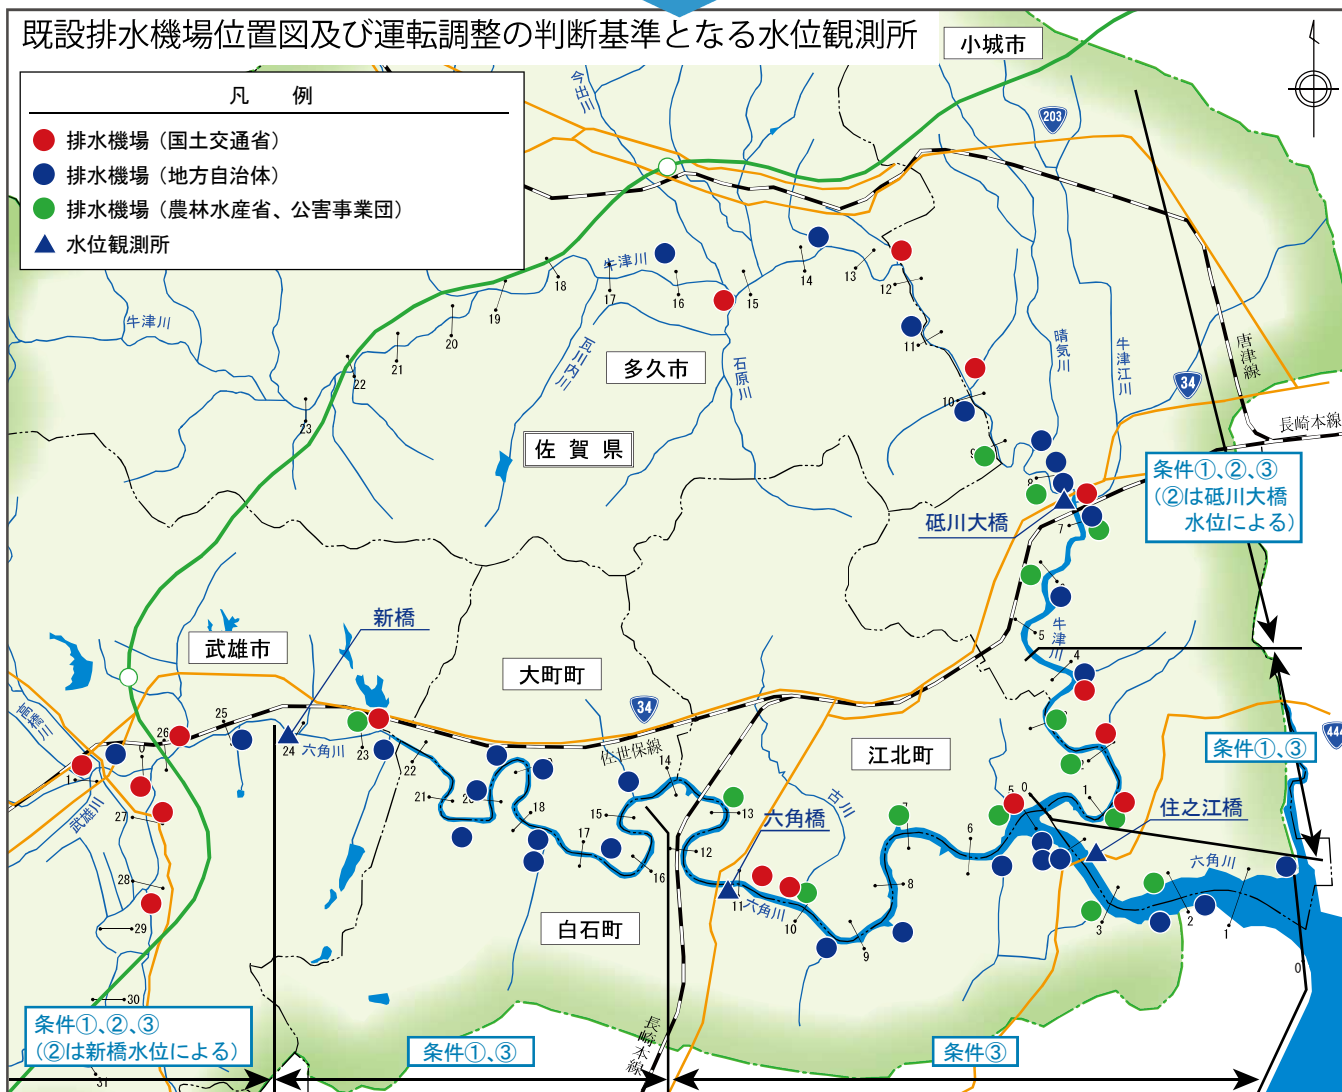 既設排水機場位置図及び運転調整の判断基準となる水位観測所
小城市
凡　例
排水機場（国土交通省）
排水機場（地方自治体）
排水機場（農林水産省、公害事業団）
水位観測所
今出川
203
牛津川
18
17
16
15
14
13
12
19
20
21
22
23
牛津川
瓦川内川
多久市
石原川
11
10
9
8
7
晴気川
牛津江川
唐津線
34
長崎本線
佐賀県
条件①、②、③
（②は砥川大橋
水位による）
砥川大橋
5
牛津川
4
新橋
武雄市
大町町
34
444
高橋川
26
25
24
六角川
23
22
佐世保線
14
江北町
条件①、③
1
0
武雄川
27
21
20
18
17
15
16
13
12
六角橋
古川
7
6
5
0
1
住之江橋
六角川
28
29
30
31
白石町
11
六角川
10
9
8
3
2
1
0
条件①、②、③
（②は新橋水位による）
条件①、③
長崎本線
条件③